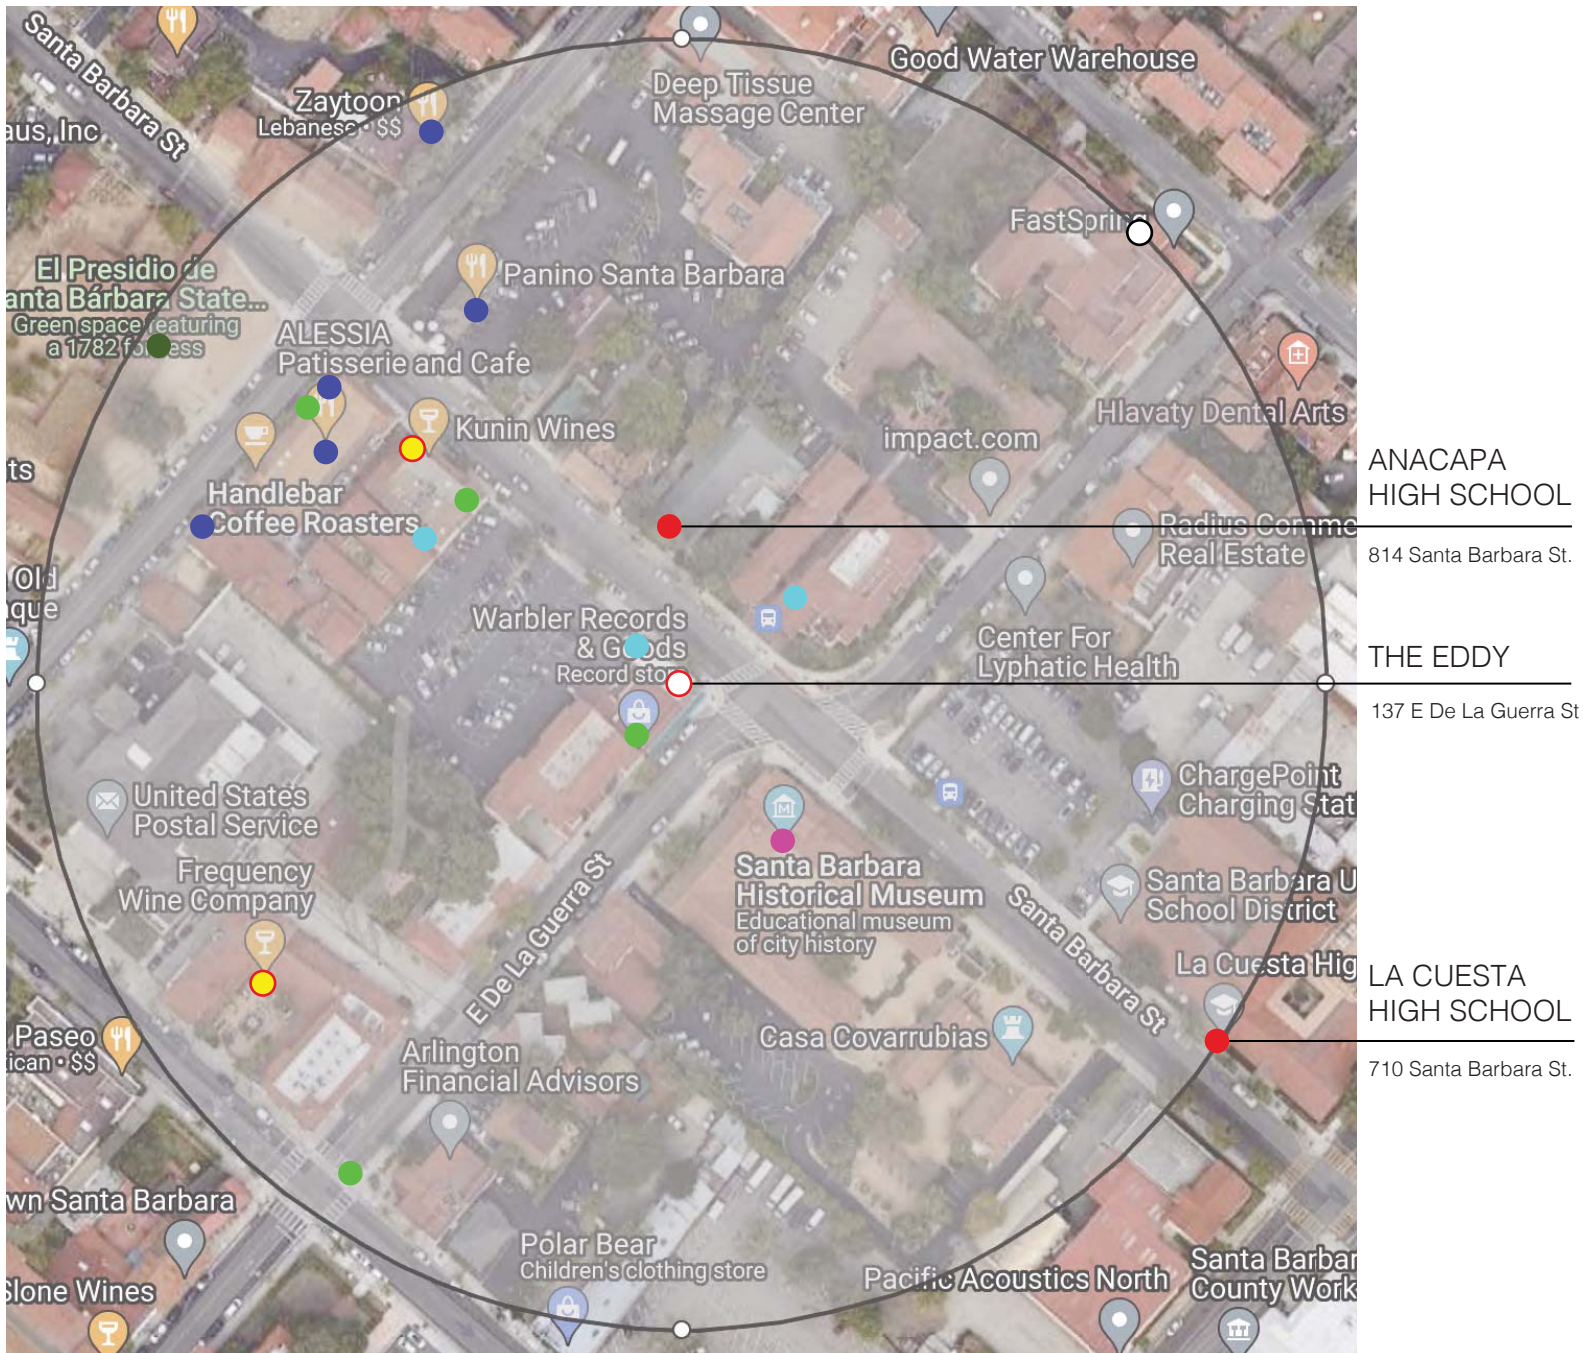 Santa Barbara St
Good Water Warehouse
Deep Tissue
Massage Center
Zaytoon
Lebanese · $$
aus, Inc
FastSpring
El Presidio de
anta Bárbara State...
Green space featuring
a 1782 fortress
Panino Santa Barbara
ALESSIA
Patisserie and Cafe
Hlavaty Dental Arts
Kunin Wines
impact.com
ts
Handlebar
Coffee Roasters
ANACAPA
HIGH SCHOOL
814 Santa Barbara St.
Radius Comme
Real Estate
Old
que
Warbler Records
& Goods
Record store
Center For
Lyphatic Health
THE EDDY
137 E De La Guerra St
ChargePoint
Charging Stat
United States
Postal Service
M
Santa Barbara
Historical Museum
Educational museum
of city history
Frequency
Wine Company
E De La Guerra St
Santa Barbara St
Santa Barbara U
School District
La Cuesta Hig
LA CUESTA
HIGH SCHOOL
710 Santa Barbara St.
Paseo
ican · $$
Casa Covarrubias
Arlington
Financial Advisors
wn Santa Barbara
Polar Bear
Children's clothing store
Pacific Acoustics North
Santa Barbar
County Work
Slone Wines